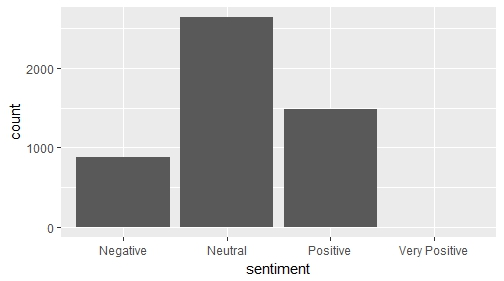 count
2000
1000
0
Negative Neutral Positive Very Positive
sentiment